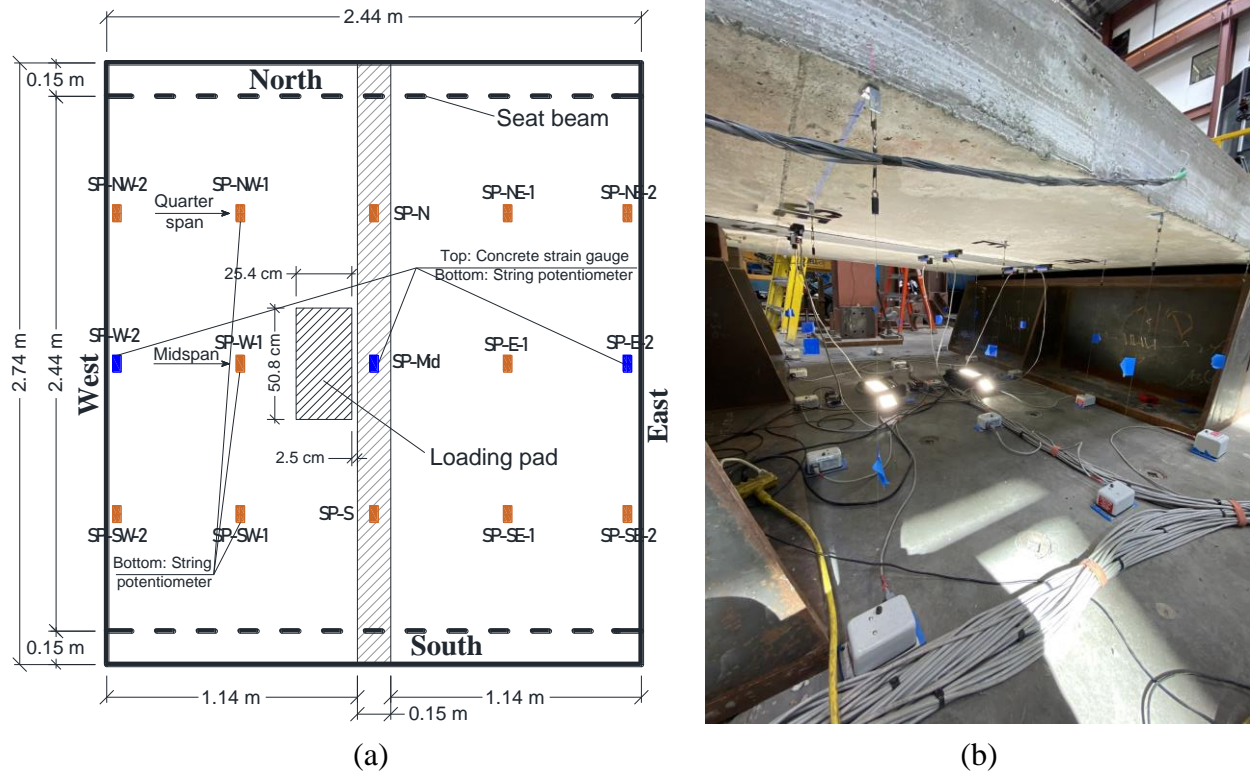 2.44 m
0.15 m
North
Seat beam
SP-NW-2
SP-NW-1
SP-NE-1
SP-NE-2
Quarter
span
SP-N
Top: Concrete strain gauge
Bottom: String potentiometer
25.4 cm
SP-W-2
SP-W-1
SP-E-1
SP-E-2
Midspan
SP-Mid
50.8 cm
2.74 m
2.44 m
West
East
2.5 cm
Loading pad
SP-S
SP-SW-2
SP-SW-1
SP-SE-1
SP-SE-2
Bottom: String
potentiometer
0.15 m
South
1.14 m
1.14 m
0.15 m
(a)
(b)